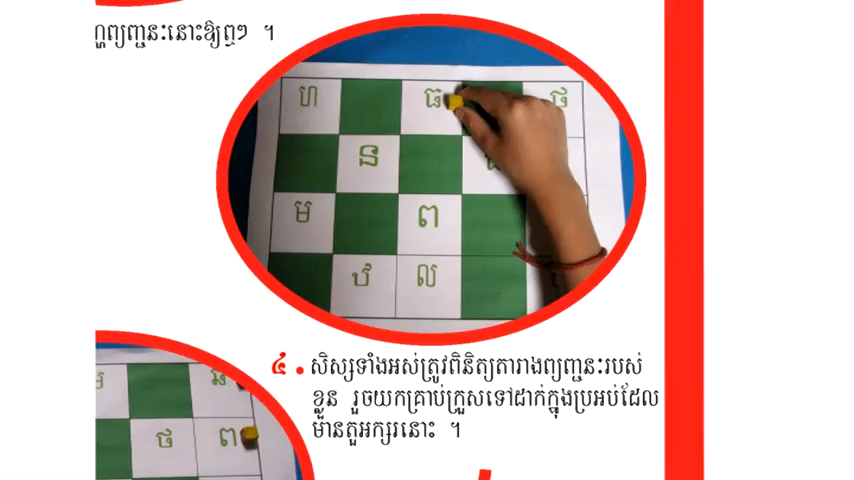 ព្យញ្ជនៈនោះឱ្យឮៗ ។
ហ ធ ថ
ន
ម ព
ឋ ល
៤. សិស្សទាំងអស់ត្រូវពិនិត្យតារាងព្យញ្ជនៈរបស់
ខ្លួន រួចយកគ្រាប់ក្រួសទៅដាក់ក្នុងប្រអប់ដែល
មានតួអក្សរនោះ ។
ថ ព